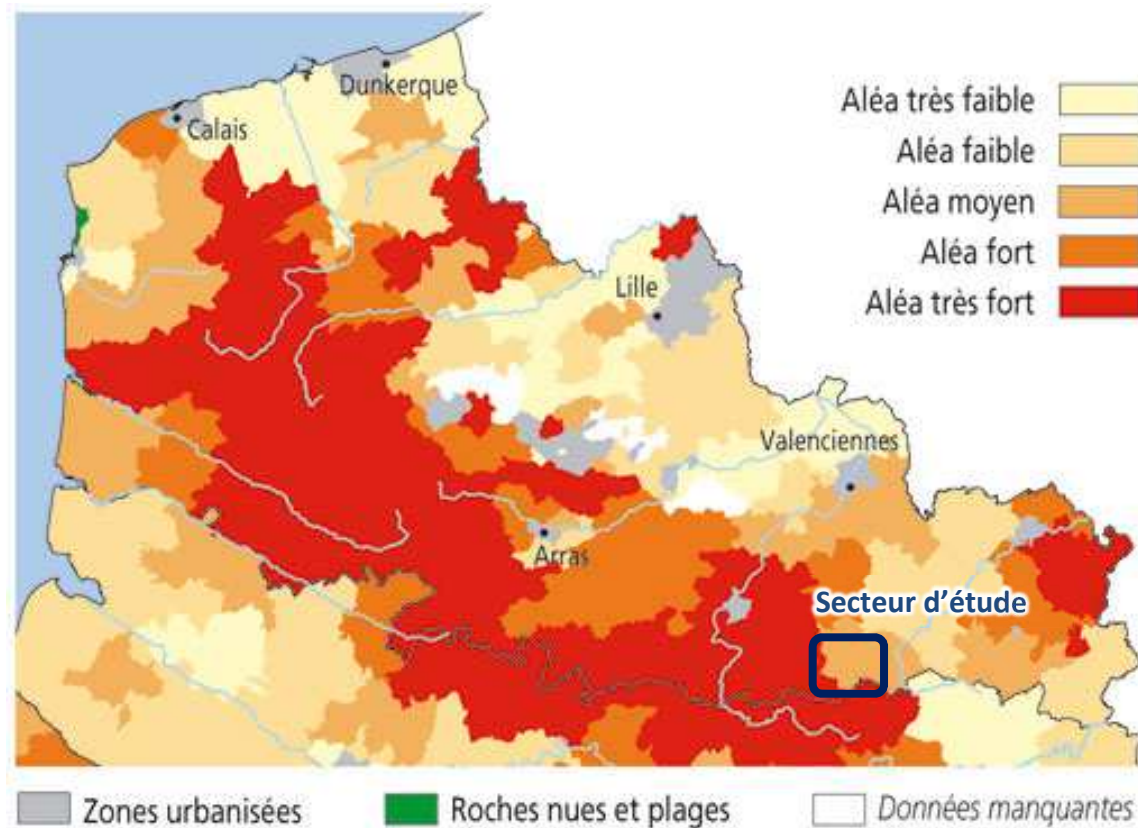 Dunkerque
Calais
Aléa très faible
Aléa faible
Aléa moyen
Aléa fort
Aléa très fort
Lille
Valenciennes
Arras
Secteur d'étude
Zones urbanisées
Roches nues et plages
Données manquantes